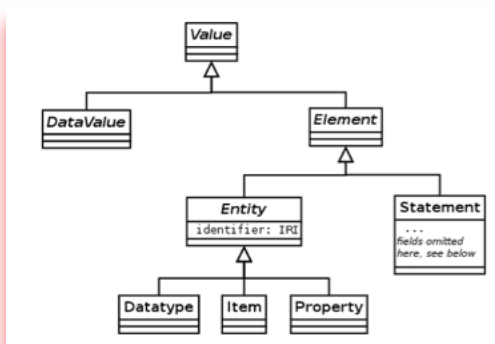 Value
DataValue
Element
Entity
identifier: IRI
Statement
...
fields omitted
here, see below
Datatype
Item
Property